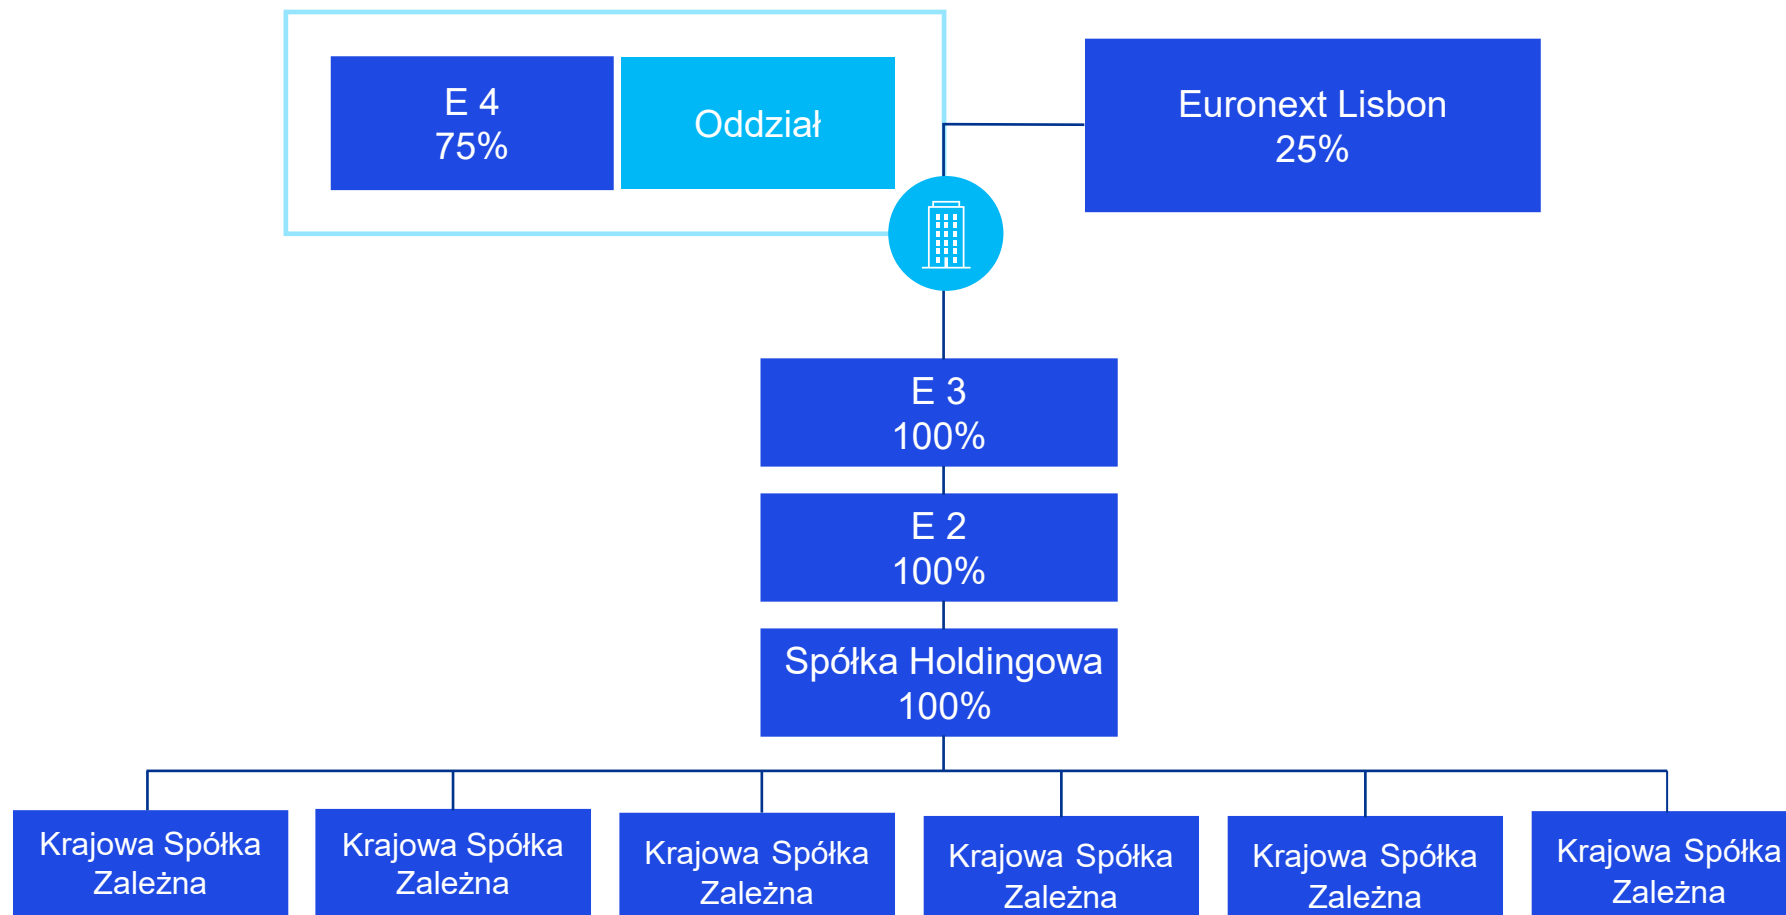 E 4
75%
Oddział
Euronext Lisbon
25%
E 3
100%
E 2
100%
Spółka Holdingowa
100%
Krajowa Spółka
Zależna
Krajowa Spółka
Zależna
Krajowa Spółka
Zależna
Krajowa Spółka
Zależna
Krajowa Spółka
Zależna
Krajowa Spółka
Zależna